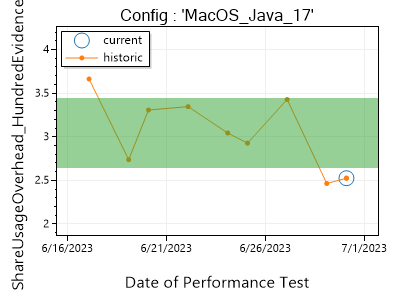 Config : 'MacOS_Java_17'
current
historic
ShareUsageOverhead_HundredEvidence
4
3.5
3
2.5
2
6/16/2023
6/21/2023
6/26/2023
7/1/2023
Date of Performance Test